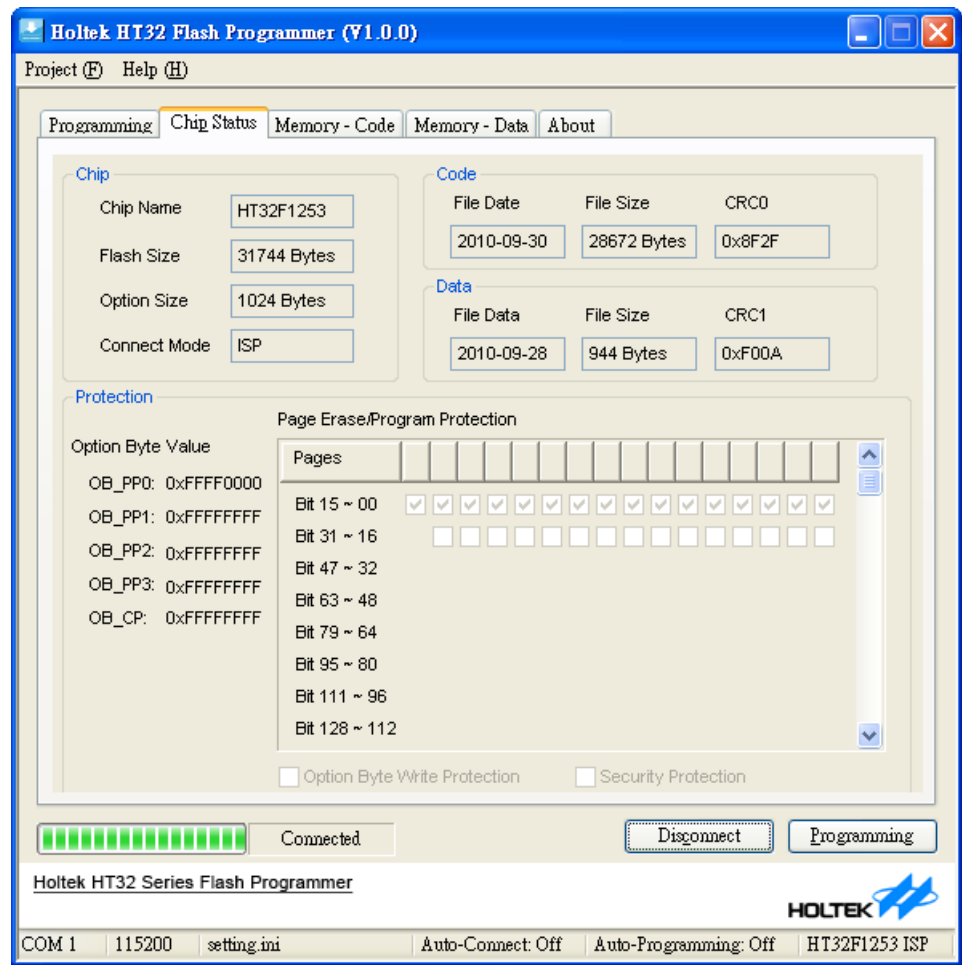 Holtek HT32 Flash Programmer (V1.0.0)
Project (F) Help (H)
Programming Chip Status Memory - Code Memory - Data About
Chip
Chip Name HT32F1253
Flash Size 31744 Bytes
Option Size 1024 Bytes
Connect Mode ISP
Code
File Date File Size CRC0
2010-09-30 28672 Bytes 0x8F2F
Data
File Data File Size CRC1
2010-09-28 944 Bytes 0xF00A
Protection
Option Byte Value
OB_PP0: 0xFFFF0000
OB_PP1: 0xFFFFFFFF
OB_PP2: 0xFFFFFFFF
OB_PP3: 0xFFFFFFFF
OB_CP: 0xFFFFFFFF
Page Erase/Program Protection
Pages
Bit 15 ~ 00
Bit 31 ~ 16
Bit 47 ~ 32
Bit 63 ~ 48
Bit 79 ~ 64
Bit 95 ~ 80
Bit 111 ~ 96
Bit 128 ~ 112
Option Byte Write Protection Security Protection
Connected Disconnect Programming
Holtek HT32 Series Flash Programmer
HOLTEK
COM 1 115200 setting.ini Auto-Connect: Off Auto-Programming: Off HT32F1253 ISP